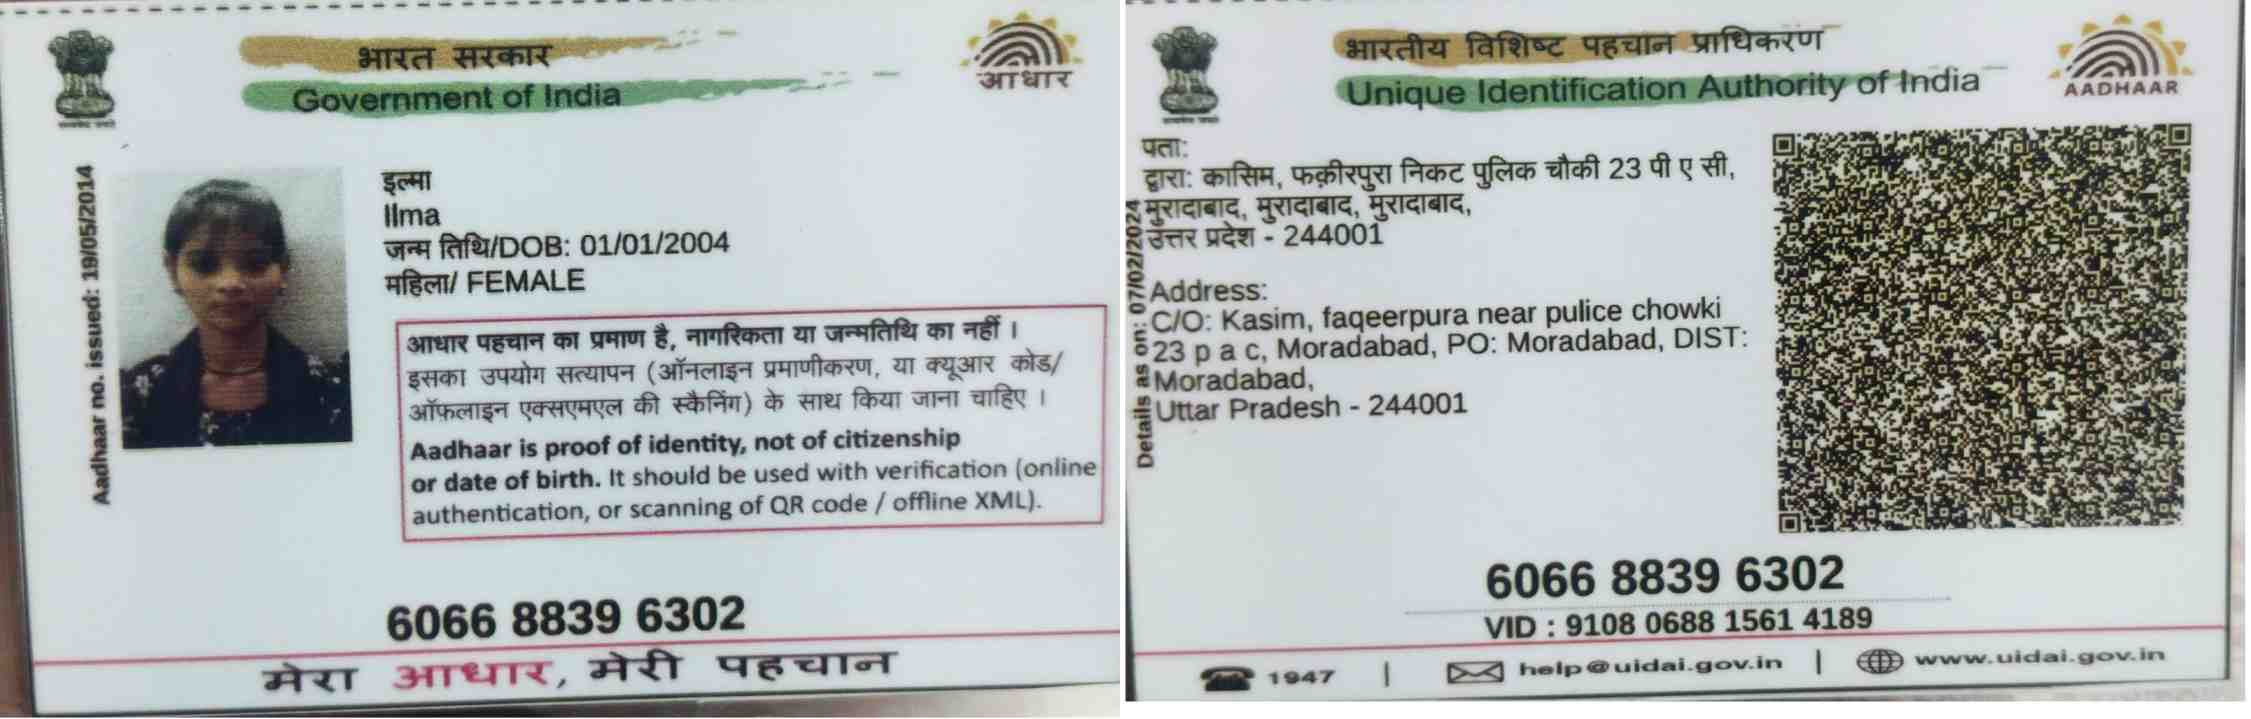 भारत सरकार
Government of India
आधार
Aadhaar no. issued: 19/05/2014
इल्मा
Ilma
जन्म तिथि/DOB: 01/01/2004
महिला/ FEMALE
आधार पहचान का प्रमाण है, नागरिकता या जन्मतिथि का नहीं ।
इसका उपयोग सत्यापन (ऑनलाइन प्रमाणीकरण, या क्यूआर कोड/
ऑफ़लाइन एक्सएमएल की स्कैनिंग) के साथ किया जाना चाहिए ।
Aadhaar is proof of identity, not of citizenship
or date of birth. It should be used with verification (online
authentication, or scanning of QR code / offline XML).
6066 8839 6302
मेरा आधार, मेरी पहचान
भारतीय विशिष्ट पहचान प्राधिकरण
Unique Identification Authority of India
AADHAAR
Details as on: 07/02/2024
पता:
द्वारा: कासिम, फक़ीरपुरा निकट पुलिक चौकी 23 पी ए सी,
मुरादाबाद, मुरादाबाद, मुरादाबाद,
उत्तर प्रदेश - 244001
Address:
C/O: Kasim, faqeerpura near pulice chowki
23 p a c, Moradabad, PO: Moradabad, DIST:
Moradabad,
Uttar Pradesh - 244001
6066 8839 6302
VID : 9108 0688 1561 4189
1947 | help@uidai.gov.in | www.uidai.gov.in